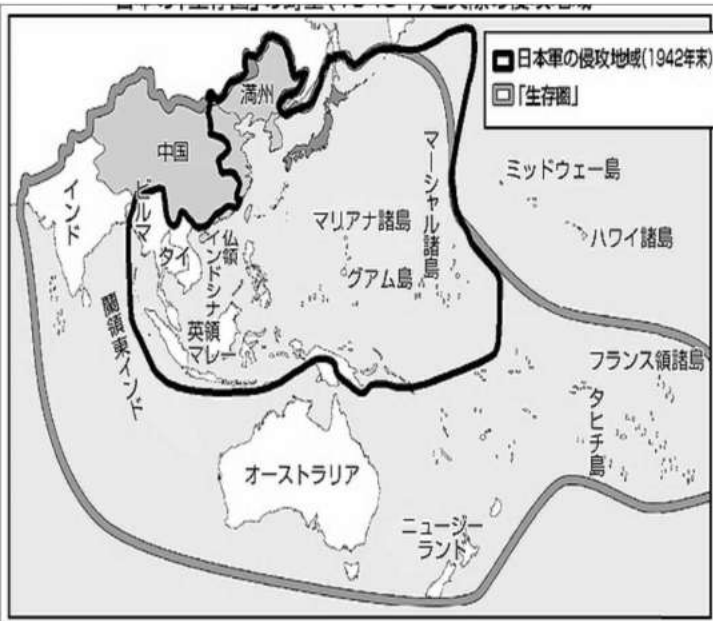 ■日本軍の侵攻地域(1942年末)
■「生存圏」
満州
中国
インド
ビルマ
タイ
仏領
インドシナ
英領
マレー
蘭領東インド
マリアナ諸島
グアム島
マーシャル諸島
ミッドウェー島
ハワイ諸島
フランス領諸島
タヒチ島
オーストラリア
ニュージー
ランド